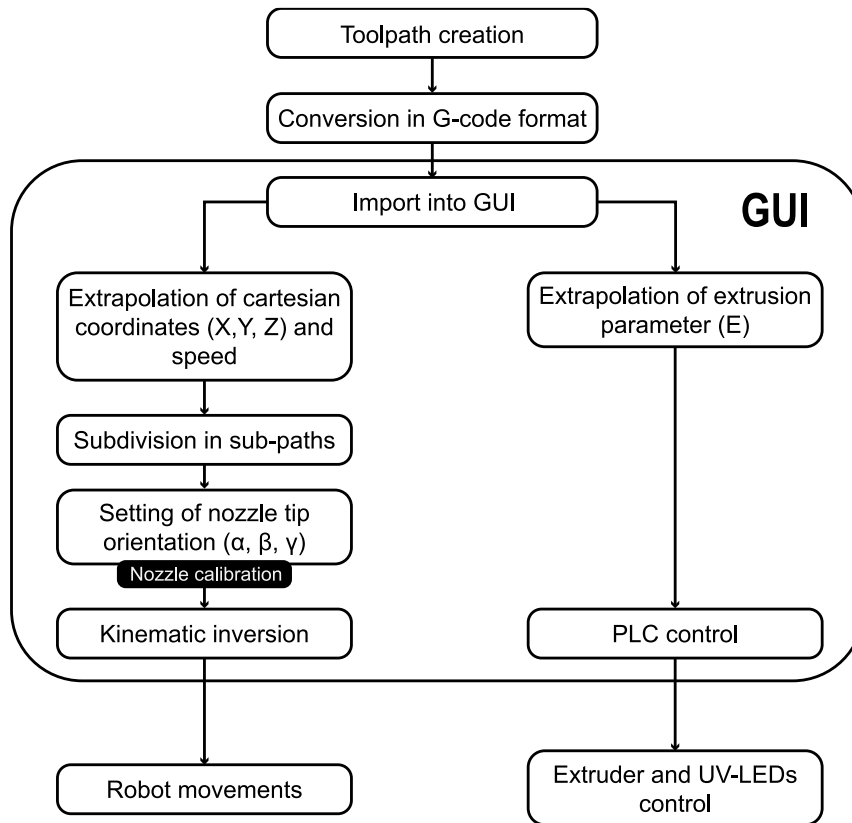 Toolpath creation
Conversion in G-code format
Import into GUI
GUI
Extrapolation of cartesian
coordinates (X,Y, Z) and
speed
Extrapolation of extrusion
parameter (E)
Subdivision in sub-paths
Setting of nozzle tip
orientation (α, β, γ)
Nozzle calibration
Kinematic inversion
PLC control
Robot movements
Extruder and UV-LEDs
control